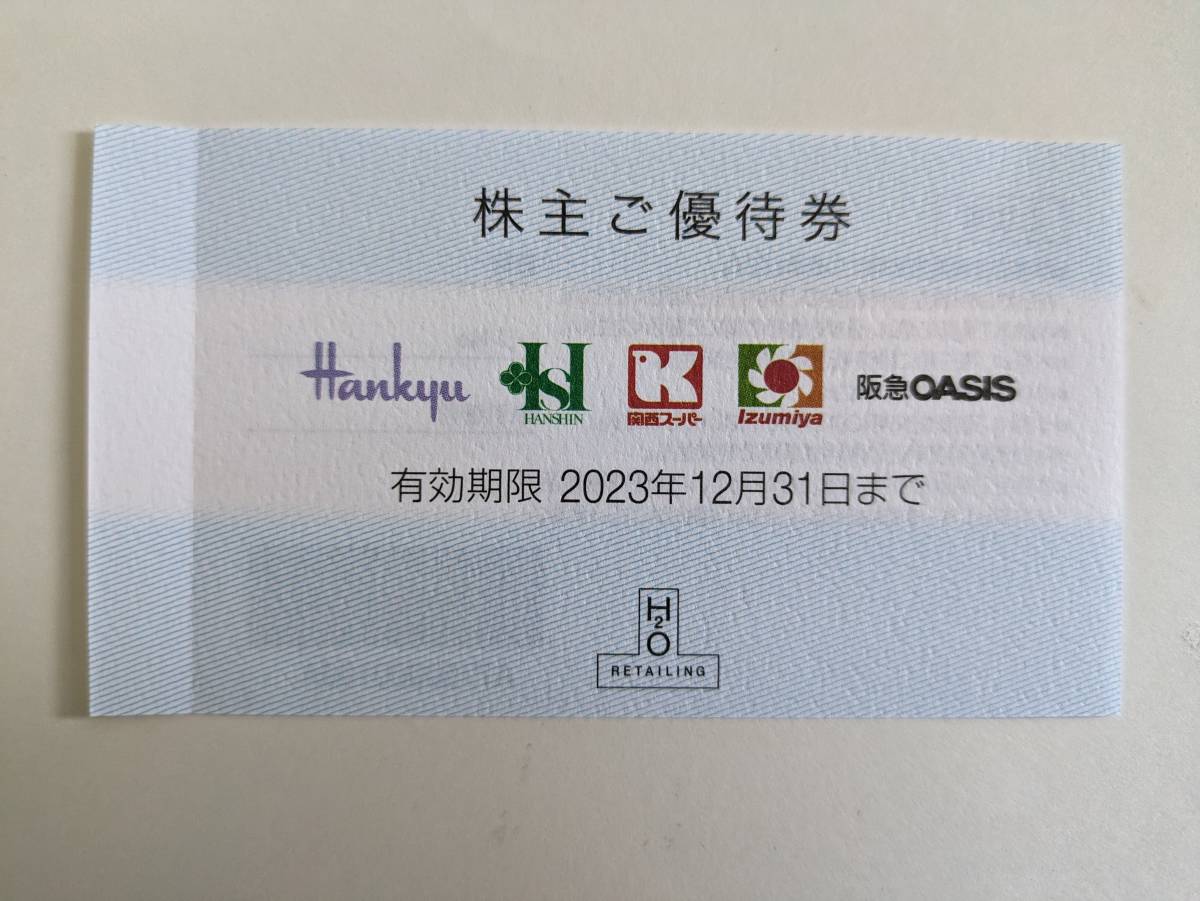 株主ご優待券
Hankyu
HS HANSHIN
K 関西スーパー
Izumiya
阪急OASIS
有効期限 2023年12月31日まで
H2O
RETAILING